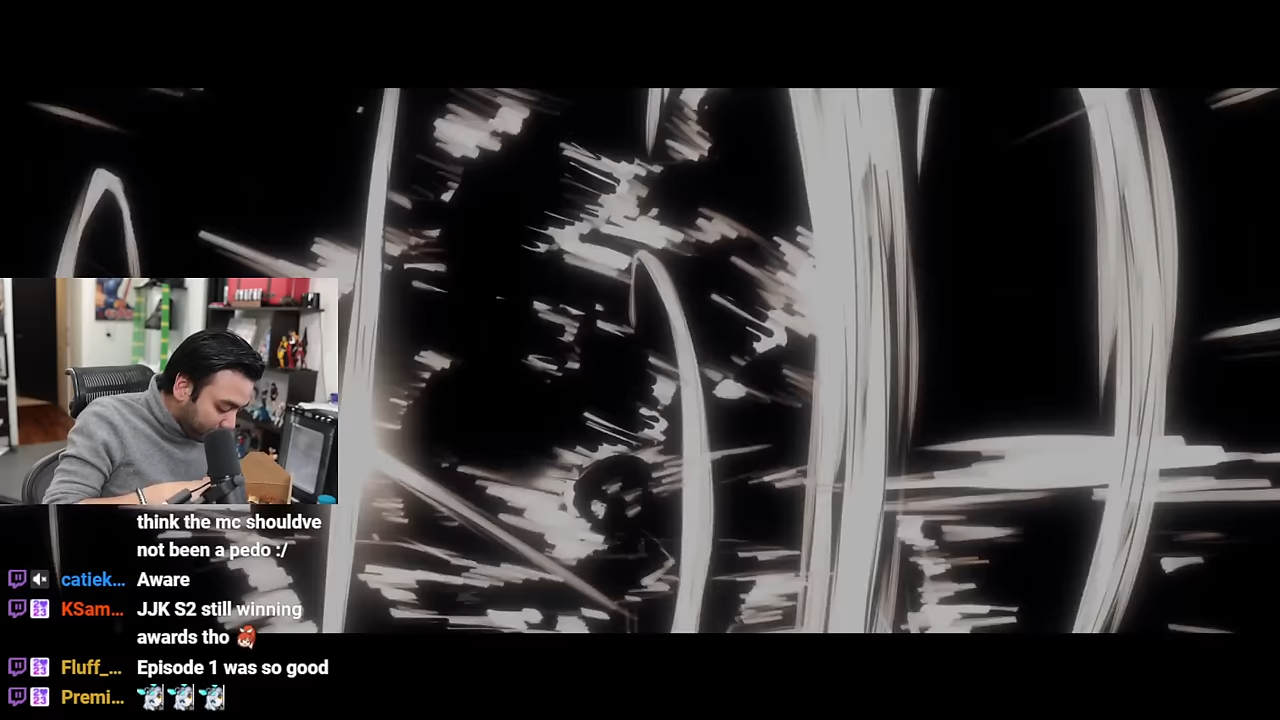 think the mc shouldve
not been a pedo :/
catiek... Aware
KSam... JJK S2 still winning
awards tho
Fluff_... Episode 1 was so good
Premi...